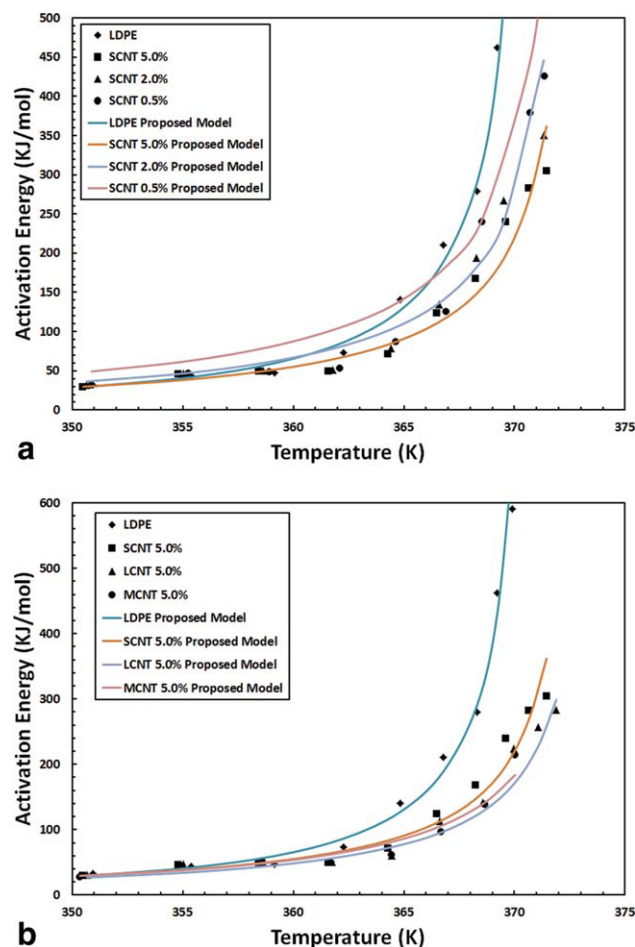 500
450
400
350
300
250
200
150
100
50
0
Activation Energy (KJ/mol)
LDPE
SCNT 5.0%
SCNT 2.0%
SCNT 0.5%
LDPE Proposed Model
SCNT 5.0% Proposed Model
SCNT 2.0% Proposed Model
SCNT 0.5% Proposed Model
350 355 360 365 370 375
Temperature (K)
a
600
500
400
300
200
100
0
Activation Energy (KJ/mol)
LDPE
SCNT 5.0%
LCNT 5.0%
MCNT 5.0%
LDPE Proposed Model
SCNT 5.0% Proposed Model
LCNT 5.0% Proposed Model
MCNT 5.0% Proposed Model
350 355 360 365 370 375
Temperature (K)
b